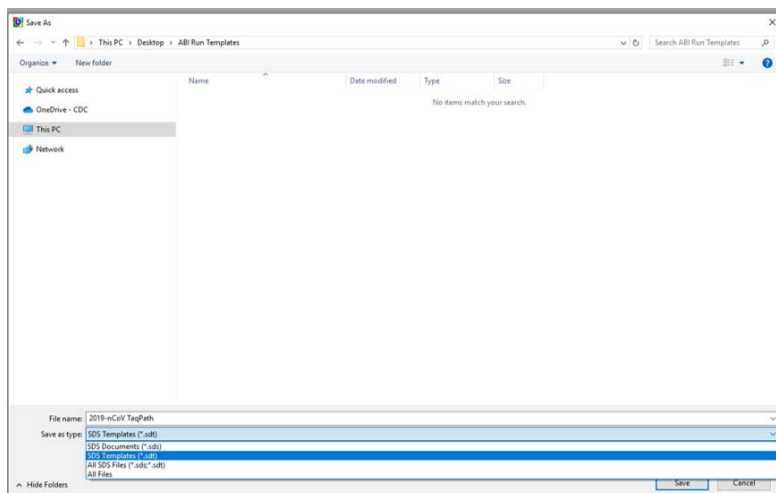 Save As
This PC > Desktop > ABI Run Templates
Search ABI Run Templates
Organize
New folder
Name
Date modified
Type
Size
Quick access
No items match your search.
OneDrive - CDC
This PC
Network
File name: 2019-nCoV TaqPath
Save as type: SDS Templates (*.sdt)
SDS Documents (*.sds)
SDS Templates (*.sdt)
All SDS Files (*.sds;*.sdt)
All Files
Hide Folders
Save
Cancel